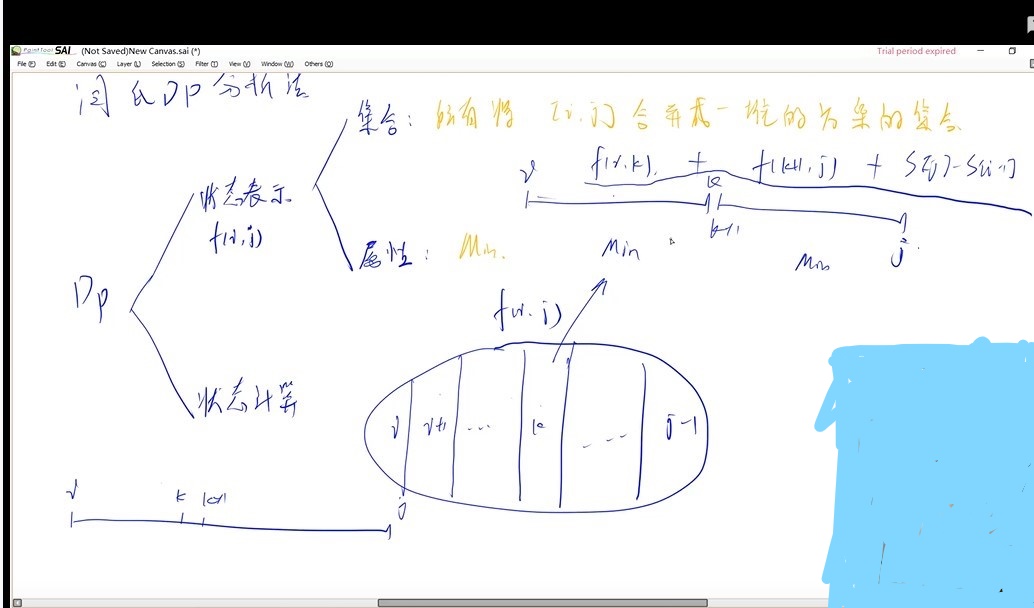 PaintTool SAI (Not Saved)New Canvas.sai (*)
Trial period expired
File (F) Edit (E) Canvas (C) Layer (L) Selection (S) Filter (T) View (V) Window (W) Others (O)
闫氏DP分析法
集合: 所有将 [i,j] 合并成一堆的方案的集合
f(i,k) + f(k+1,j) + S[j]-S[i-1]
i k k+1 j
状态表示
f(i,j)
属性: Min.
Min
Min
DP
f(i,j)
状态计算
i i+1 ... k ... j-1
i k k+1 j